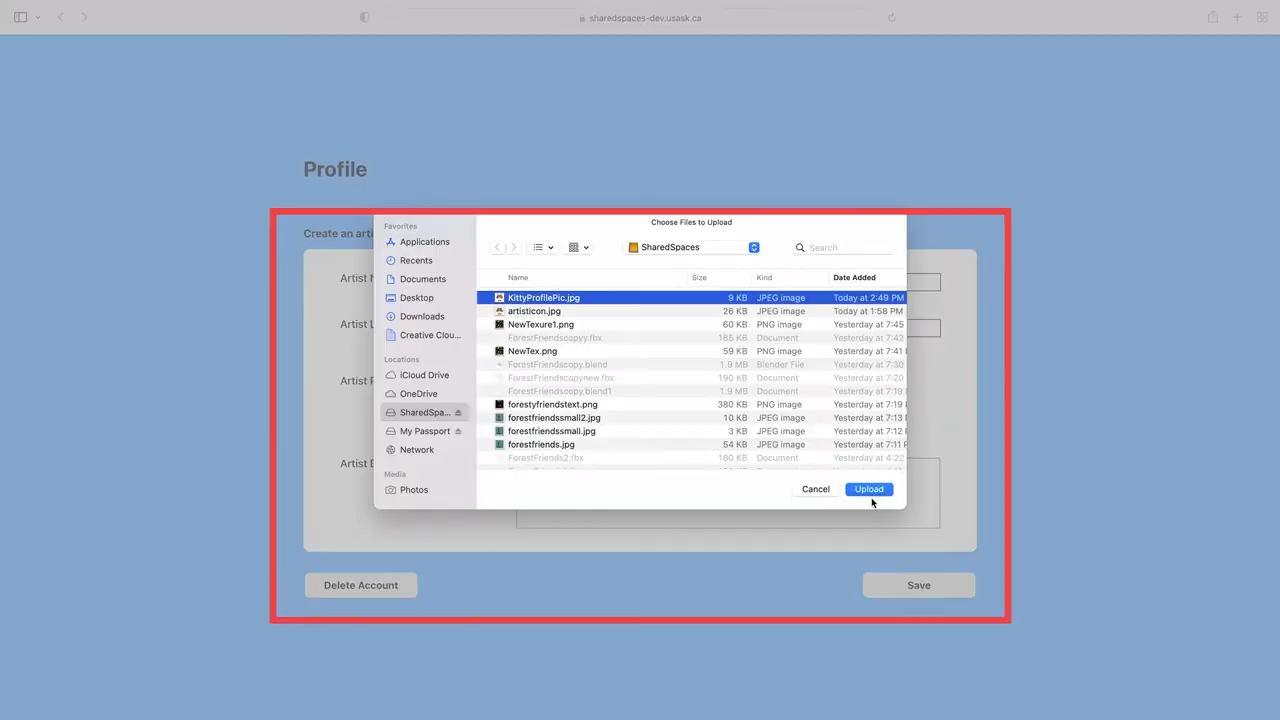 sharedspaces-dev.usask.ca
Profile
Create an arti
Artist N
Artist L
Artist P
Artist B
Favorites
Applications
Recents
Documents
Desktop
Downloads
Creative Clou...
Locations
iCloud Drive
OneDrive
SharedSpa...
My Passport
Network
Media
Photos
Choose Files to Upload
SharedSpaces
Search
Name Size Kind Date Added
KittyProfilePic.jpg 9 KB JPEG image Today at 2:49 PM
artisticon.jpg 26 KB JPEG image Today at 1:58 PM
NewTexure1.png 60 KB PNG image Yesterday at 7:45
ForestFriendscopyy.fbx 185 KB Document Yesterday at 7:42
NewTex.png 59 KB PNG image Yesterday at 7:41
ForestFriendscopy.blend 1.9 MB Blender File Yesterday at 7:30
ForestFriendscopynew.fbx 190 KB Document Yesterday at 7:20
ForestFriendscopy.blend1 1.9 MB Document Yesterday at 7:19
forestyfriendstext.png 380 KB PNG image Yesterday at 7:19
forestfriendssmall2.jpg 10 KB JPEG image Yesterday at 7:13
forestfriendssmall.jpg 3 KB JPEG image Yesterday at 7:12
forestfriends.jpg 54 KB JPEG image Yesterday at 7:11
ForestFriends2.fbx 180 KB Document Yesterday at 4:22
Cancel Upload
Delete Account
Save